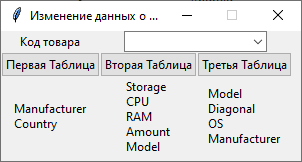 Изменение данных о ...
Код товара
Первая Таблица Вторая Таблица Третья Таблица
Manufacturer
Country
Storage
CPU
RAM
Amount
Model
Model
Diagonal
OS
Manufacturer